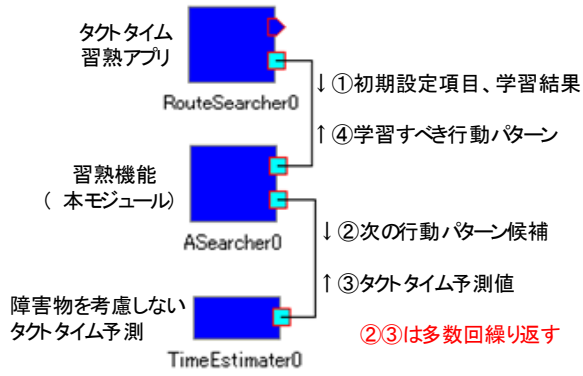 タクトタイム
習熟アプリ
RouteSearcher0
↓①初期設定項目、学習結果
↑④学習すべき行動パターン
習熟機能
( 本モジュール)
ASearcher0
↓②次の行動パターン候補
↑③タクトタイム予測値
障害物を考慮しない
タクトタイム予測
TimeEstimater0
②③は多数回繰り返す